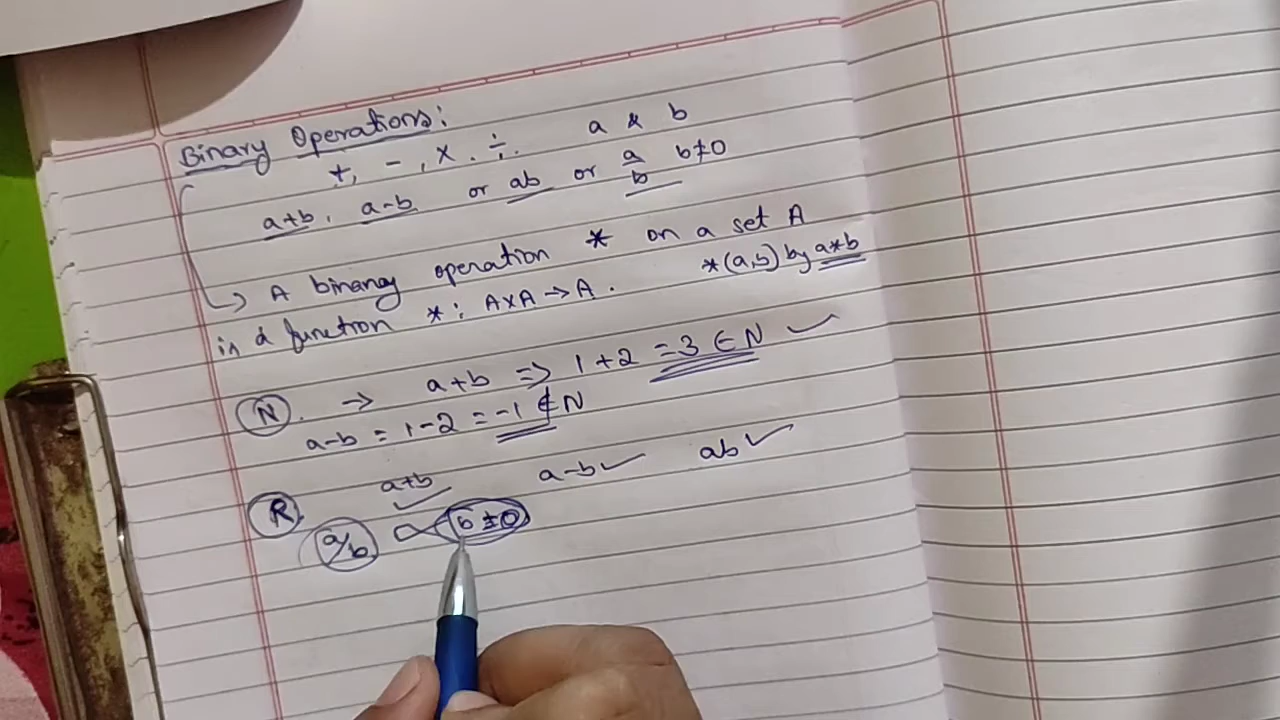 Binary Operations:
+, -, x. ÷. a & b
a+b, a-b or ab or a/b b≠0
→ A binary operation * on a set A
is a function *: A×A → A. *(a,b) by a*b
N. → a+b ⇒ 1+2 = 3 ∈ N ✓
a-b = 1-2 = -1 ∉ N
R a+b ✓ a-b ✓ ab ✓
a/b b≠0